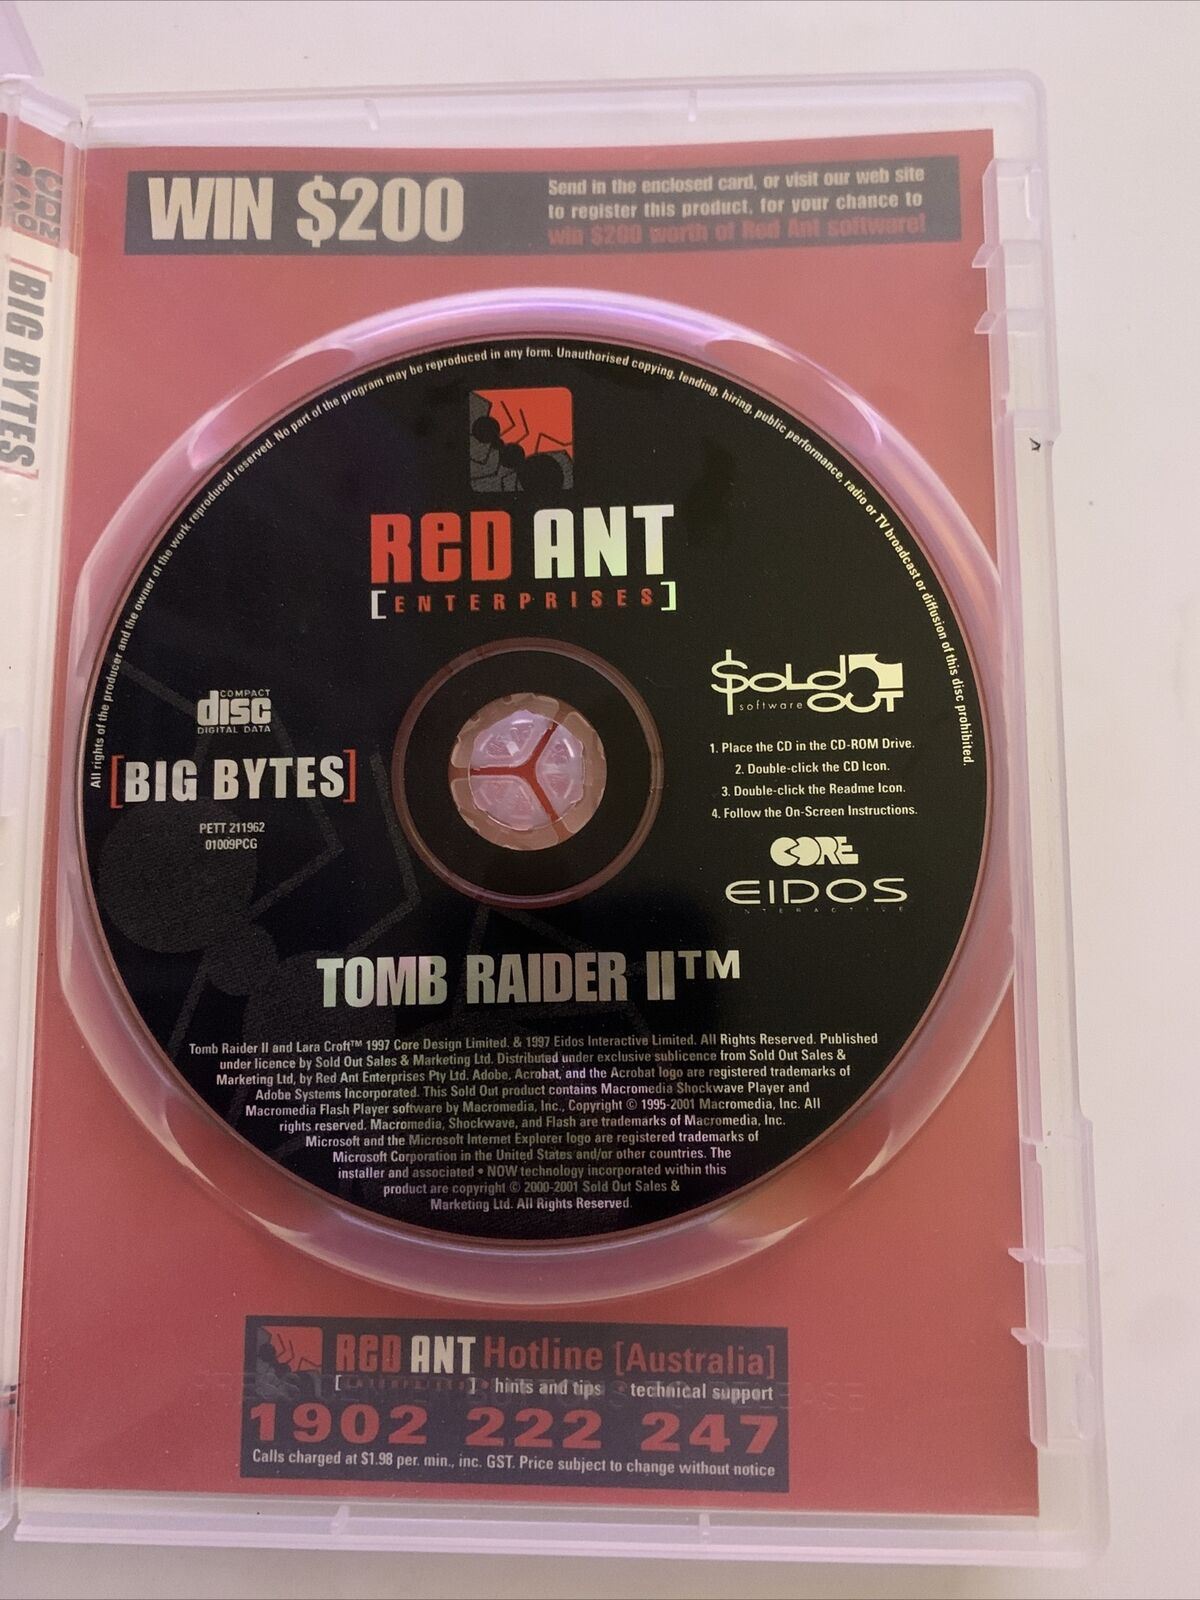 WIN $200
Send in the enclosed card, or visit our web site
to register this product, for your chance to
win $200 worth of Red Ant software!
[BIG BYTES]
All rights of the producer and the owner of the work reproduced reserved. No part of the program may be reproduced in any form. Unauthorised copying, lending, hiring, public performance, radio or TV broadcast or diffusion of this disc prohibited.
ReD ANT
[ENTERPRISES]
$OLD OUT
software
COMPACT
disc
DIGITAL DATA
[BIG BYTES]
PETT 211962
01009PCG
1. Place the CD in the CD-ROM Drive.
2. Double-click the CD Icon.
3. Double-click the Readme Icon.
4. Follow the On-Screen Instructions.
CORE
EIDOS
INTERACTIVE
TOMB RAIDER II™
Tomb Raider II and Lara Croft™ 1997 Core Design Limited. & 1997 Eidos Interactive Limited. All Rights Reserved. Published
under licence by Sold Out Sales & Marketing Ltd. Distributed under exclusive sublicence from Sold Out Sales &
Marketing Ltd, by Red Ant Enterprises Pty Ltd. Adobe, Acrobat, and the Acrobat logo are registered trademarks of
Adobe Systems Incorporated. This Sold Out product contains Macromedia Shockwave Player and
Macromedia Flash Player software by Macromedia, Inc., Copyright © 1995-2001 Macromedia, Inc. All
rights reserved. Macromedia, Shockwave, and Flash are trademarks of Macromedia, Inc.
Microsoft and the Microsoft Internet Explorer logo are registered trademarks of
Microsoft Corporation in the United States and/or other countries. The
installer and associated • NOW technology incorporated within this
product are copyright © 2000-2001 Sold Out Sales &
Marketing Ltd. All Rights Reserved.
ReD ANT Hotline [Australia]
[ENTERPRISES] • hints and tips • technical support
1902 222 247
Calls charged at $1.98 per. min., inc. GST. Price subject to change without notice